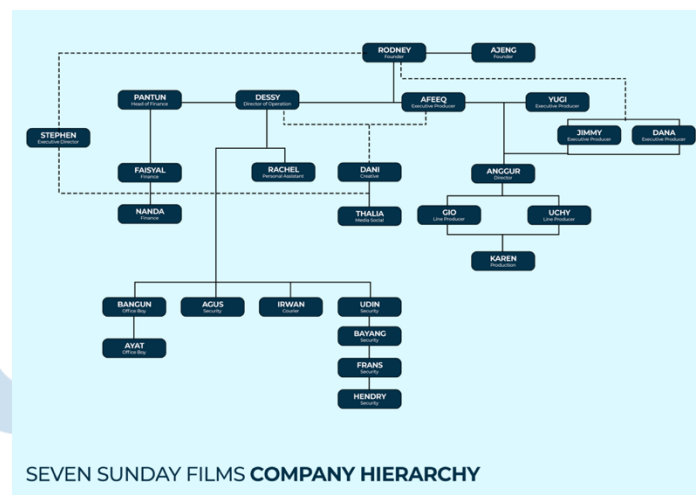 RODNEY
Founder
AJENG
Founder
PANTUN
Head of Finance
DESSY
Director of Operation
AFEEQ
Executive Producer
YUGI
Executive Producer
STEPHEN
Executive Director
JIMMY
Executive Producer
DANA
Executive Producer
FAISYAL
Finance
RACHEL
Personal Assistant
DANI
Creative
ANGGUR
Director
NANDA
Finance
THALIA
Media Social
GIO
Line Producer
UCHY
Line Producer
KAREN
Production
BANGUN
Office Boy
AGUS
Security
IRWAN
Courier
UDIN
Security
BAYANG
Security
AYAT
Office Boy
FRANS
Security
HENDRY
Security
SEVEN SUNDAY FILMS COMPANY HIERARCHY